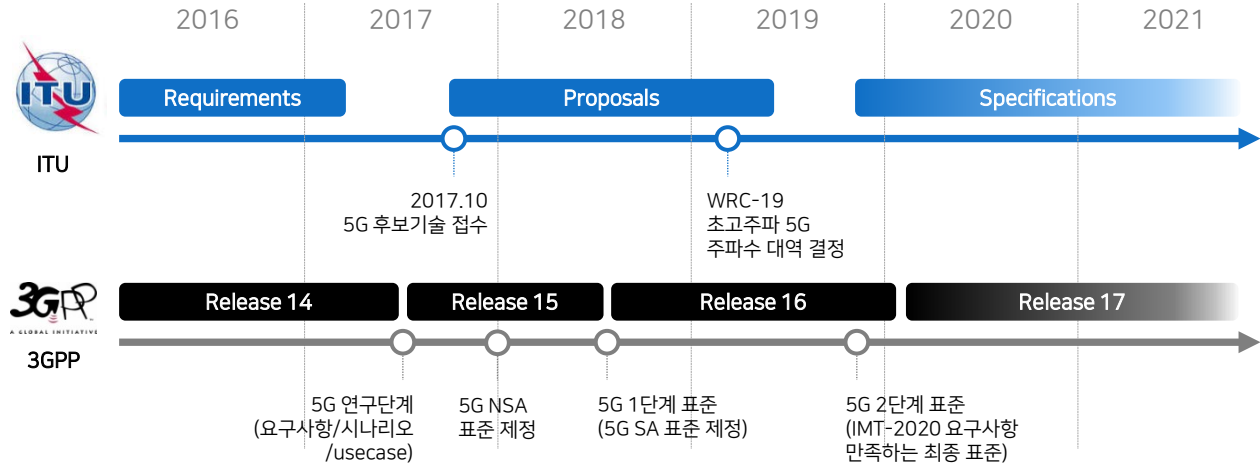 2016
2017
2018
2019
2020
2021
ITU
Requirements
Proposals
Specifications
ITU
2017.10
5G 후보기술 접수
WRC-19
초고주파 5G
주파수 대역 결정
3GPP
A GLOBAL INITIATIVE
Release 14
Release 15
Release 16
Release 17
3GPP
5G 연구단계
(요구사항/시나리오
/usecase)
5G NSA
표준 제정
5G 1단계 표준
(5G SA 표준 제정)
5G 2단계 표준
(IMT-2020 요구사항
만족하는 최종 표준)